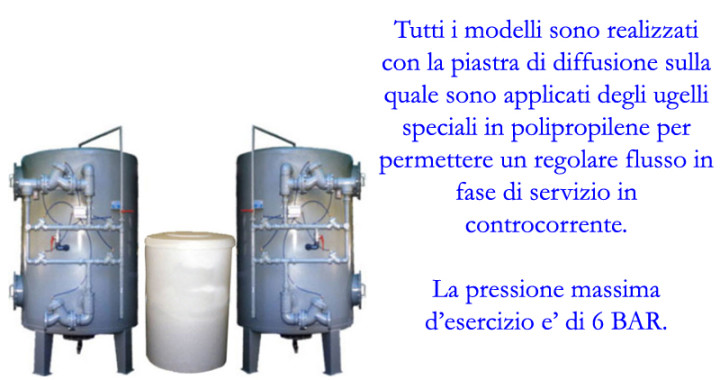 Tutti i modelli sono realizzati
con la piastra di diffusione sulla
quale sono applicati degli ugelli
speciali in polipropilene per
permettere un regolare flusso in
fase di servizio in
controcorrente.
La pressione massima
d'esercizio e' di 6 BAR.